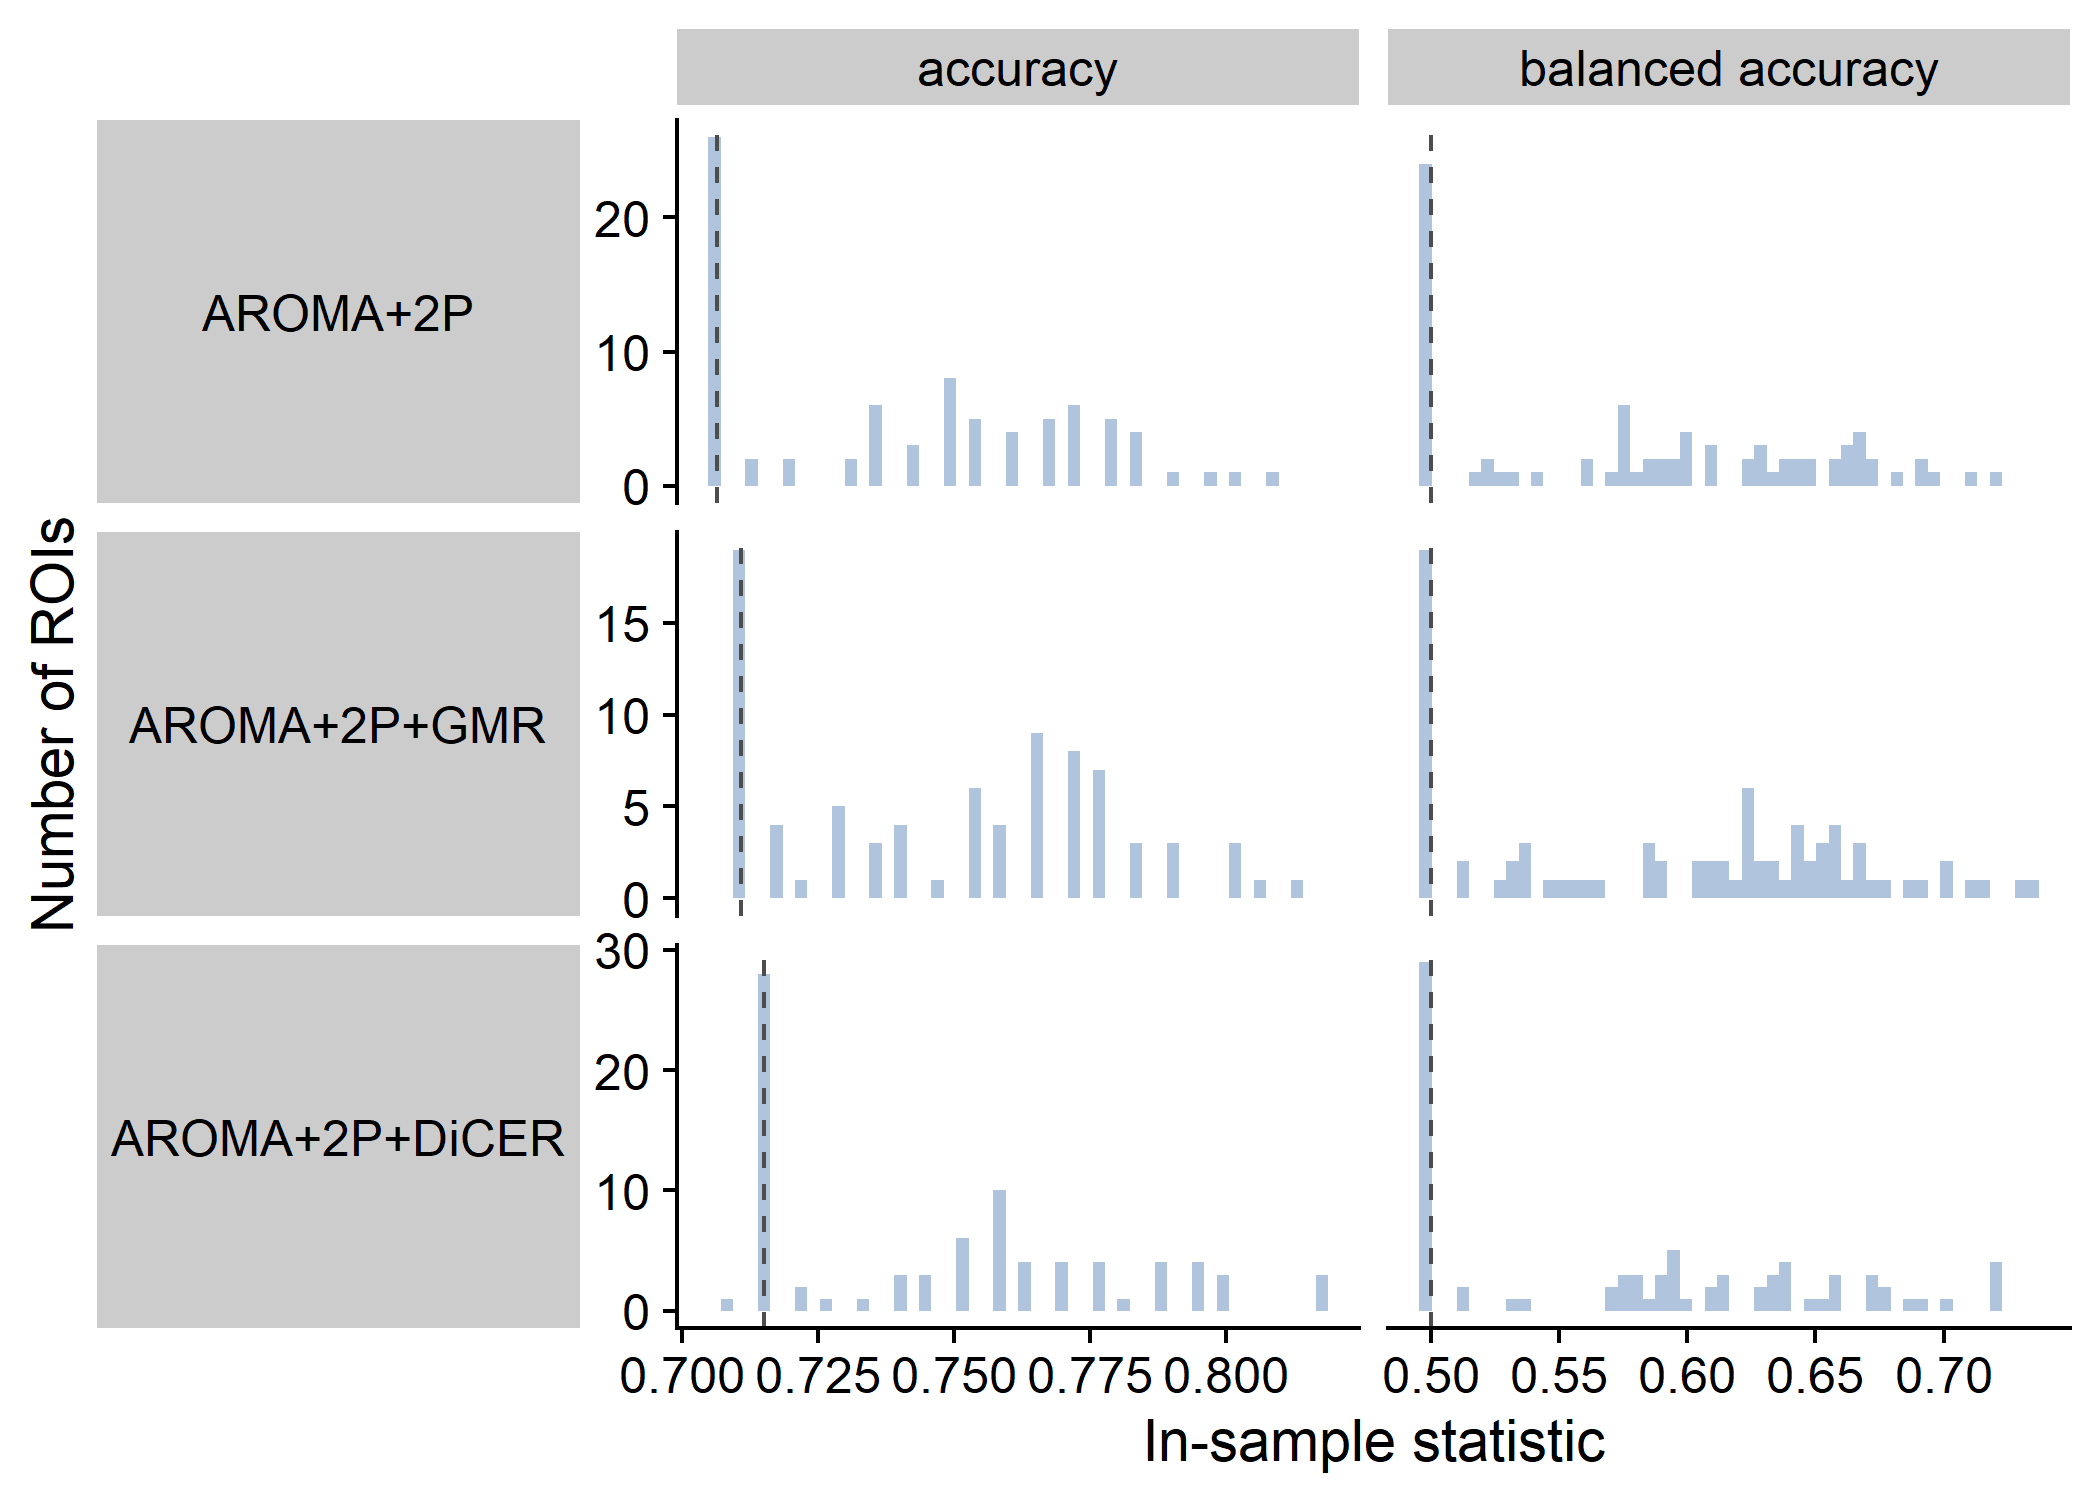 accuracy
balanced accuracy
AROMA+2P
20
10
0
Number of ROIs
AROMA+2P+GMR
15
10
5
0
AROMA+2P+DiCER
30
20
10
0
0.700 0.725 0.750 0.775 0.800
0.50 0.55 0.60 0.65 0.70
In-sample statistic